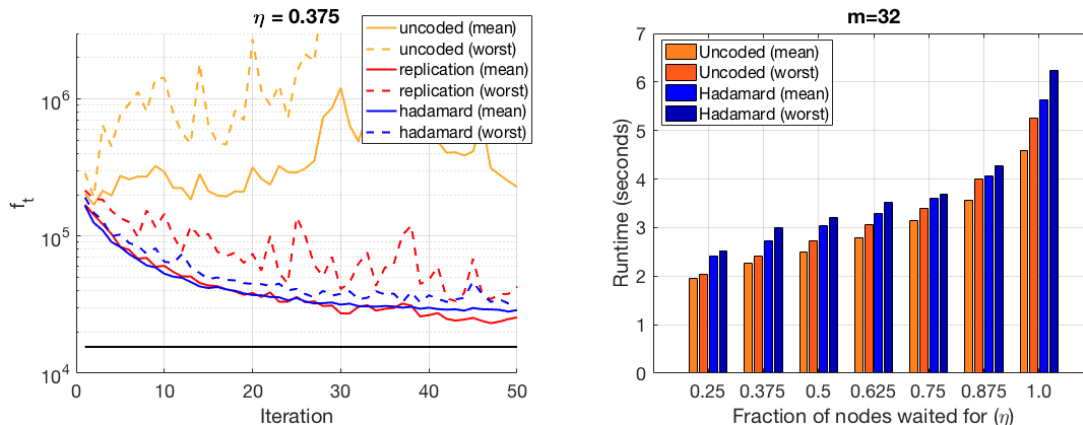 η = 0.375
uncoded (mean)
uncoded (worst)
replication (mean)
replication (worst)
hadamard (mean)
hadamard (worst)
10^6
10^5
10^4
f_t
0 10 20 30 40 50
Iteration
m=32
Uncoded (mean)
Uncoded (worst)
Hadamard (mean)
Hadamard (worst)
7
6
5
4
3
2
1
0
Runtime (seconds)
0.25 0.375 0.5 0.625 0.75 0.875 1.0
Fraction of nodes waited for (η)